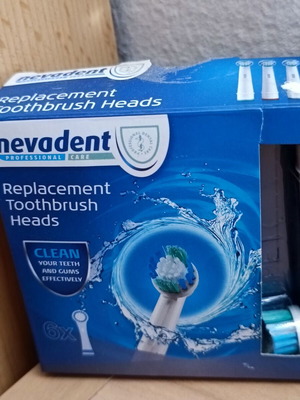 nevadent
Replacement
Toothbrush Heads
nevadent
PROFESSIONAL CARE
Replacement
Toothbrush
Heads
CLEAN
YOUR TEETH
AND GUMS
EFFECTIVELY
6x